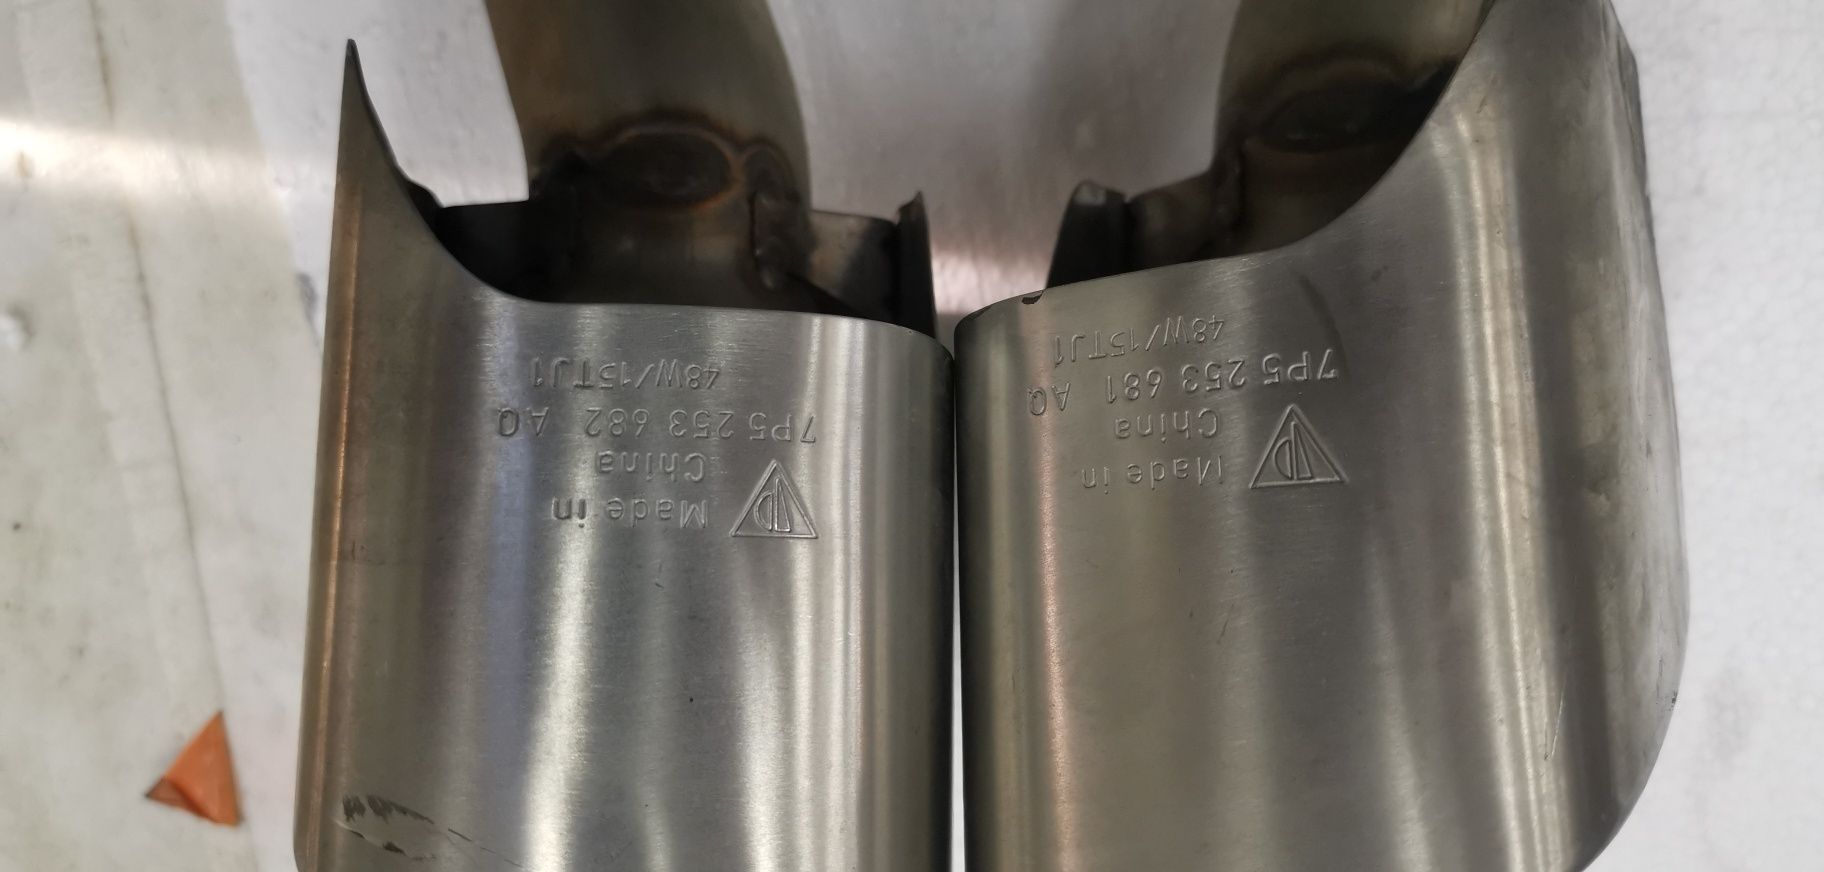 Made in
China
7P5 253 682 AQ
48W/15TJ1
Made in
China
7P5 253 681 AQ
48W/15TJ1